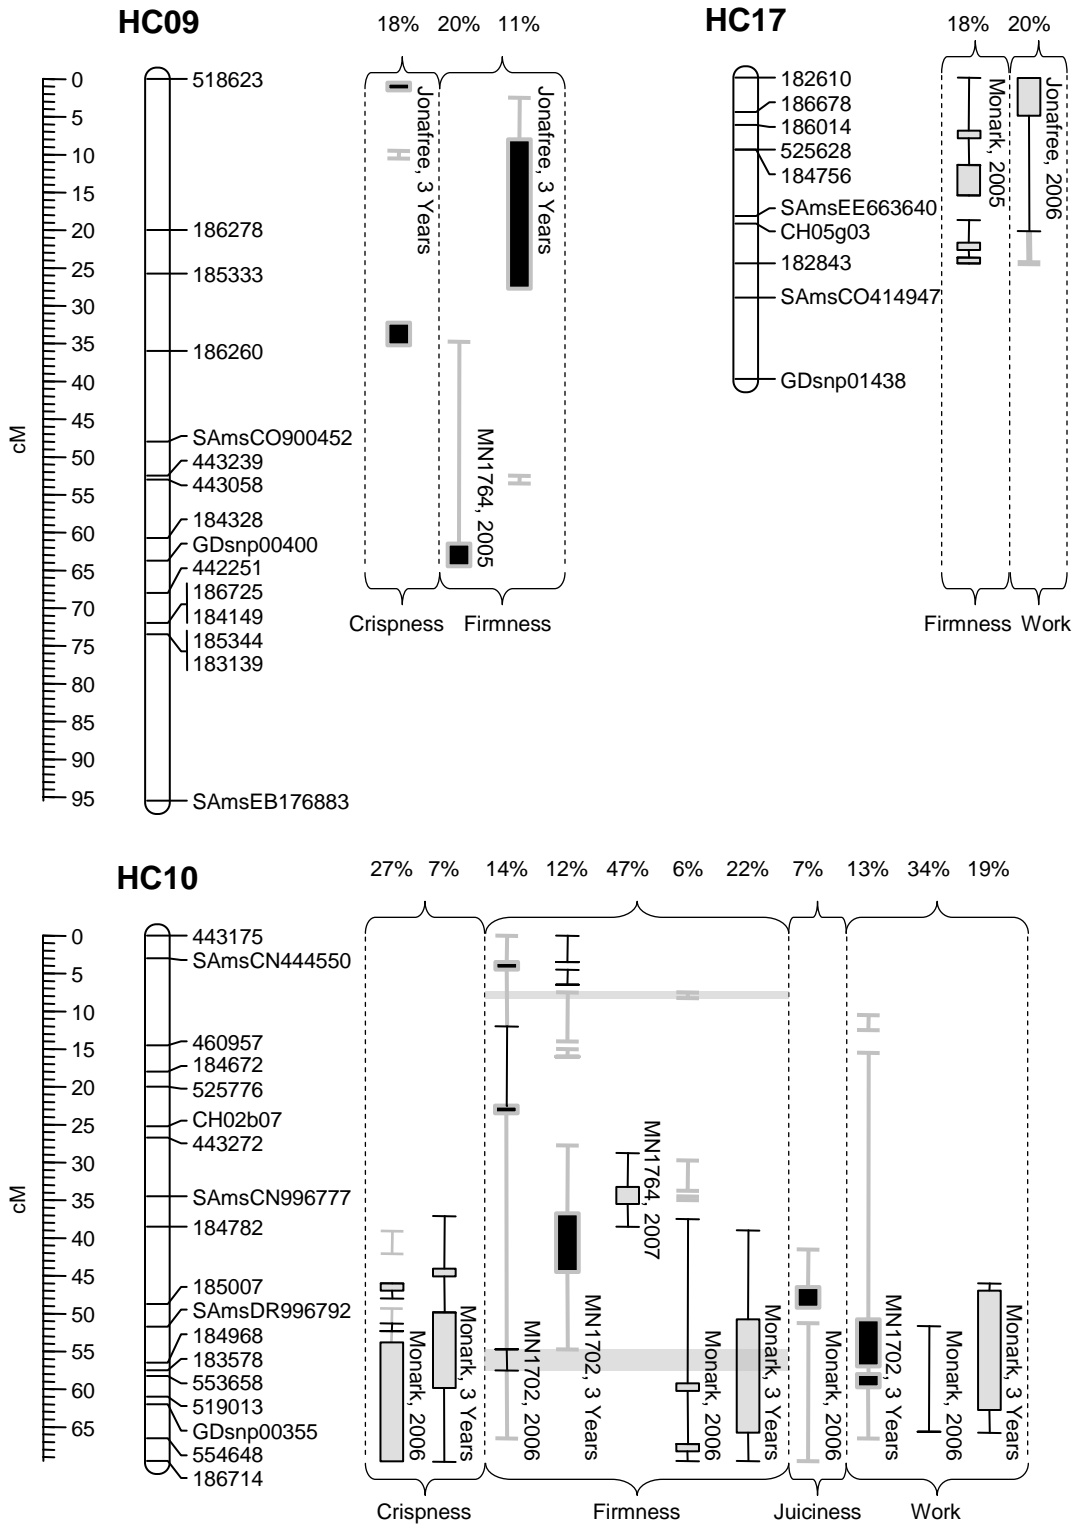 HC09
18% 20% 11%
cM
0
5
10
15
20
25
30
35
40
45
50
55
60
65
70
75
80
85
90
95
518623
186278
185333
186260
SAmsCO900452
443239
443058
184328
GDsnp00400
442251
186725
184149
185344
183139
SAmsEB176883
Jonafree, 3 Years
MN1764, 2005
Jonafree, 3 Years
Crispness Firmness
HC17
18% 20%
182610
186678
186014
525628
184756
SAmsEE663640
CH05g03
182843
SAmsCO414947
GDsnp01438
Monark, 2005
Jonafree, 2006
Firmness Work
HC10
27% 7% 14% 12% 47% 6% 22% 7% 13% 34% 19%
cM
0
5
10
15
20
25
30
35
40
45
50
55
60
65
443175
SAmsCN444550
460957
184672
525776
CH02b07
443272
SAmsCN996777
184782
185007
SAmsDR996792
184968
183578
553658
519013
GDsnp00355
554648
186714
Monark, 2006
Monark, 3 Years
MN1702, 2006
MN1702, 3 Years
MN1764, 2007
Monark, 2006
Monark, 3 Years
Monark, 2006
MN1702, 3 Years
Monark, 2006
Monark, 3 Years
Crispness Firmness Juiciness Work